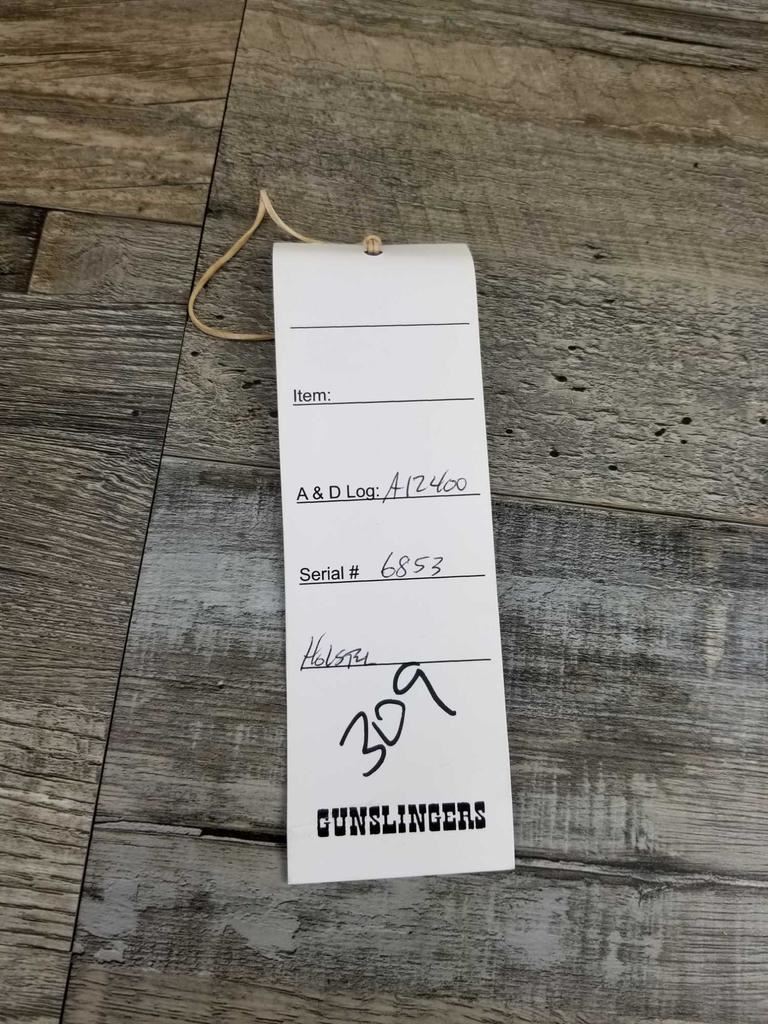 Item:
A & D Log: A12400
Serial # 6853
Holster
309
GUNSLINGERS